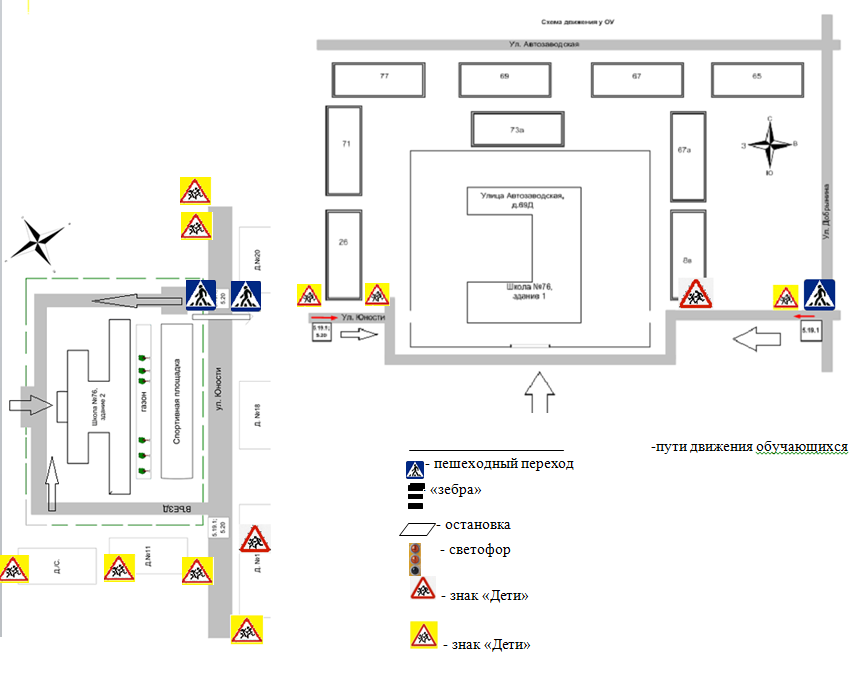 Схема движения у ОУ
Ул. Автозаводская
77
69
67
65
73а
71
67а
С
З
В
Ю
Улица Автозаводская,
д.69Д
26
8в
Школа №76,
здание 1
Ул. Добрынина
Ул. Юности
5.19.1;
5.20
5.19.1
Д.№20
5.20
Школа №76,
здание 2
газон
Спортивная площадка
ул. Юности
Д. №18
ВЪЕЗД
5.19.1;
5.20
Д./С.
Д..№11
Д. №1
-пути движения обучающихся
- пешеходный переход
- «зебра»
- остановка
- светофор
- знак «Дети»
- знак «Дети»